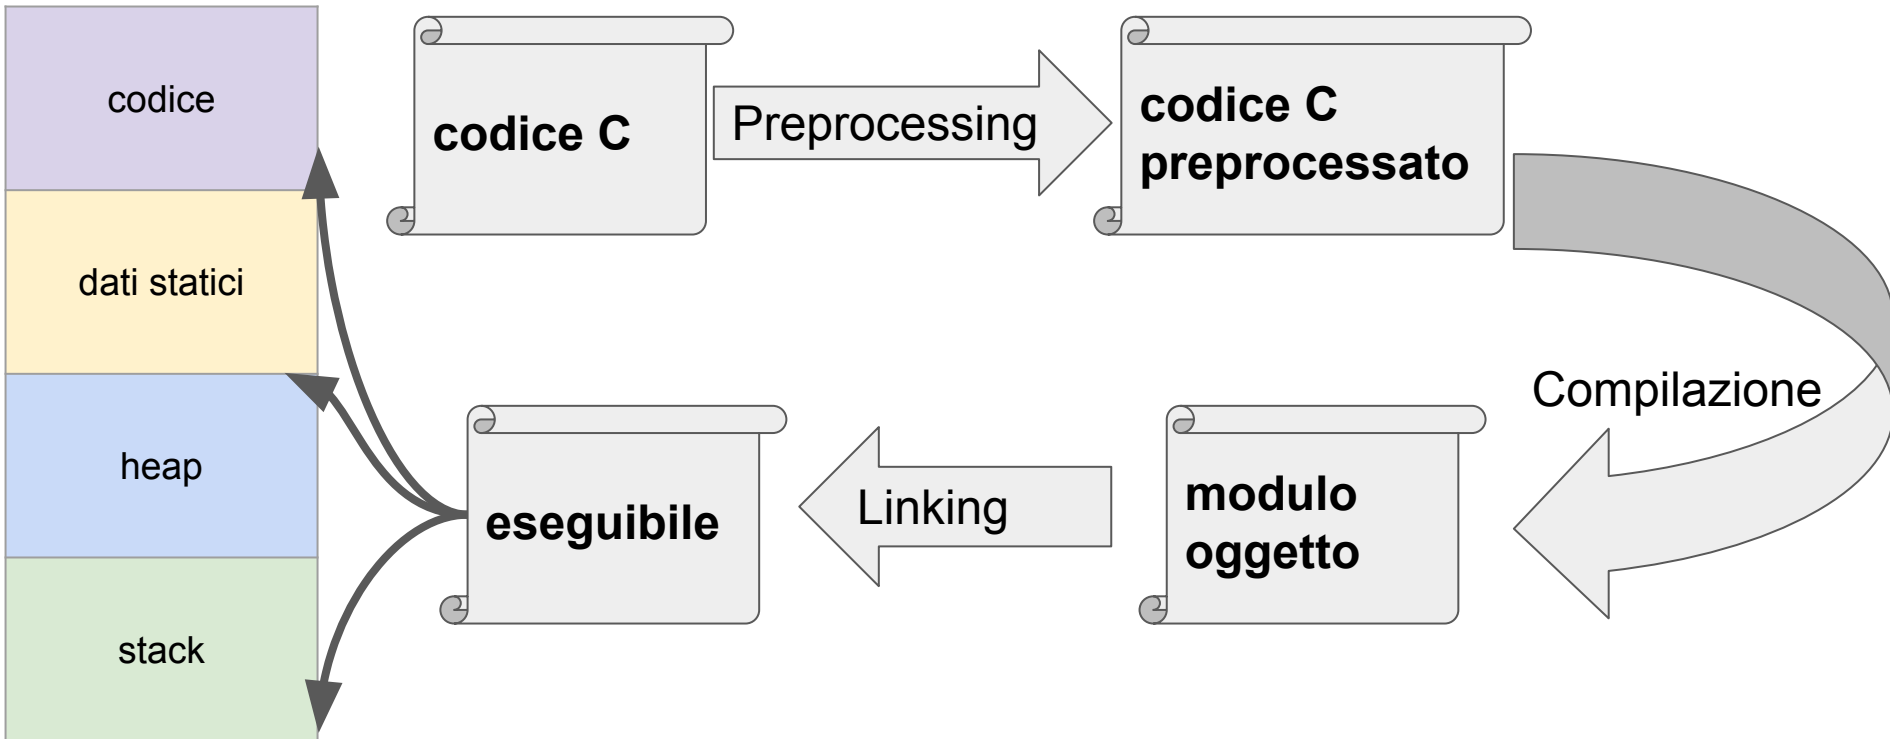 codice
dati statici
heap
stack
codice C
Preprocessing
codice C
preprocessato
Compilazione
modulo
oggetto
Linking
eseguibile